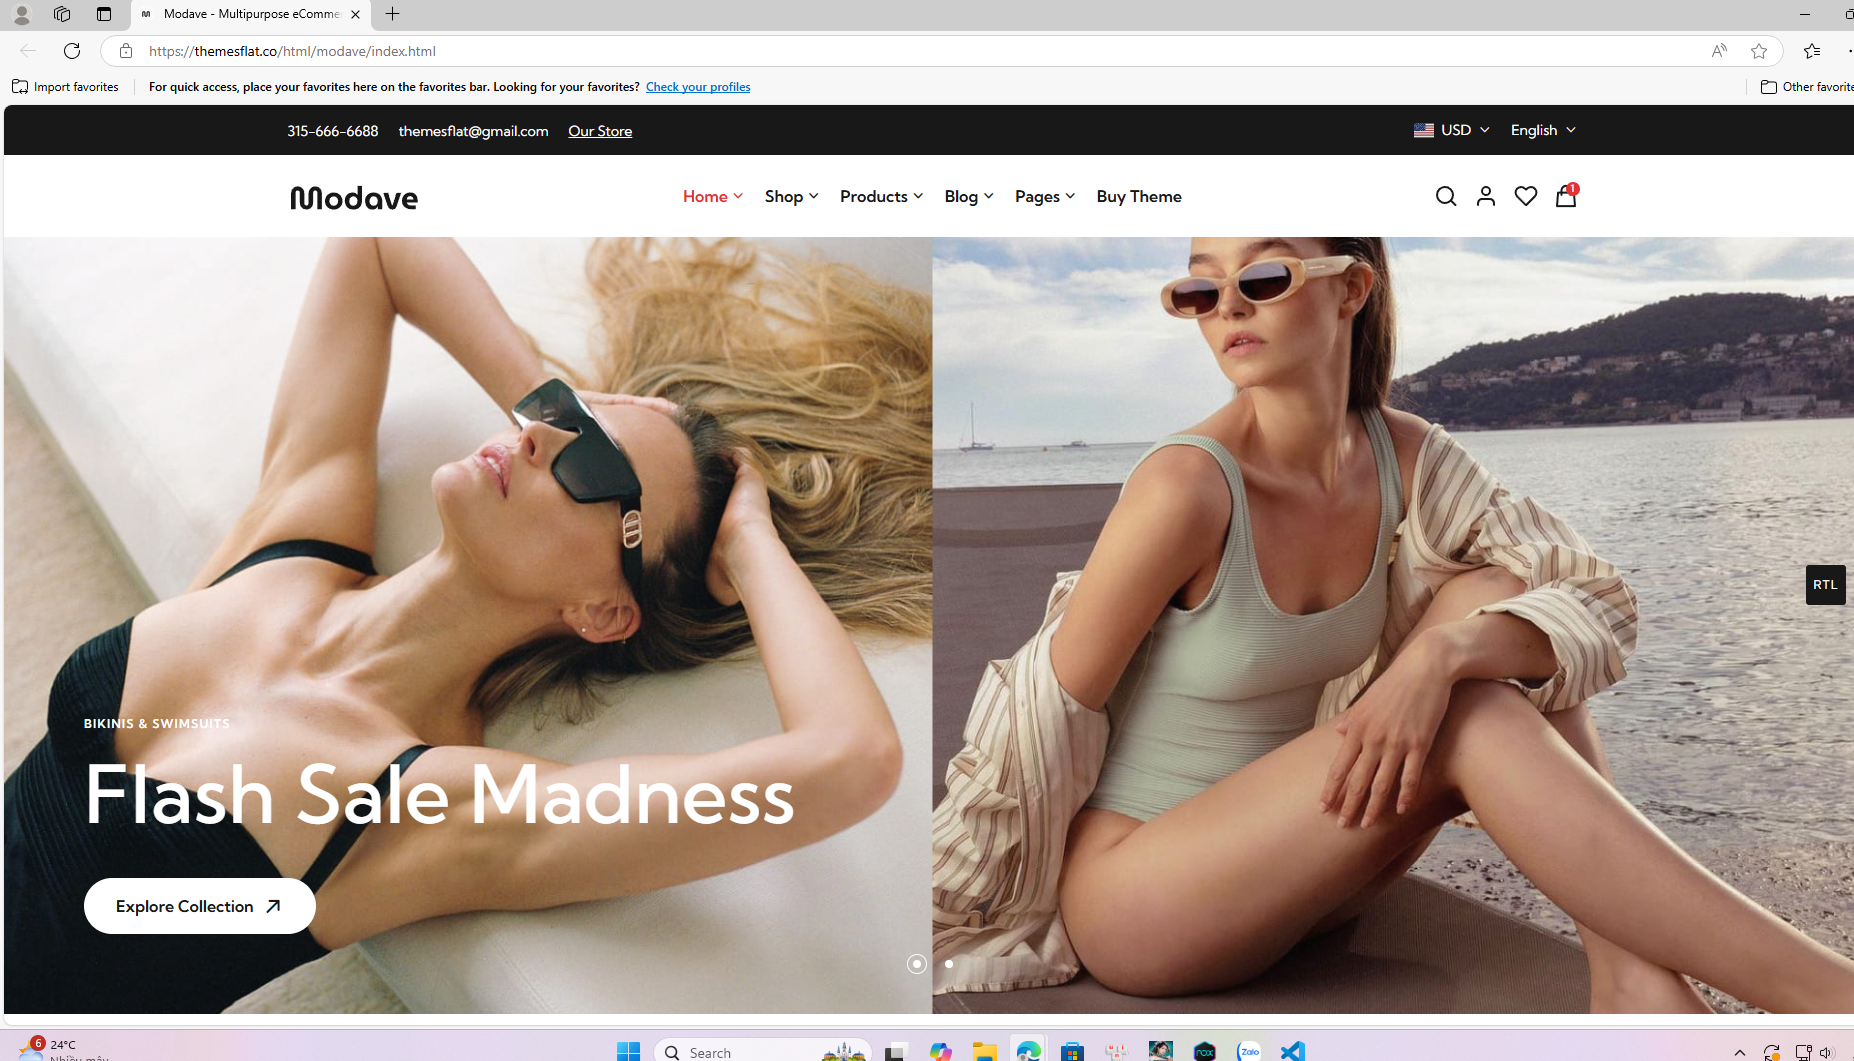 Modave - Multipurpose eComme
https://themesflat.co/html/modave/index.html
Import favorites
For quick access, place your favorites here on the favorites bar. Looking for your favorites? Check your profiles
Other favorite
315-666-6688 themesflat@gmail.com Our Store
USD English
Modave
Home Shop Products Blog Pages Buy Theme
1
RTL
BIKINIS & SWIMSUITS
Flash Sale Madness
Explore Collection
6
24°C
Nhiều mây
Search
nox
Zalo